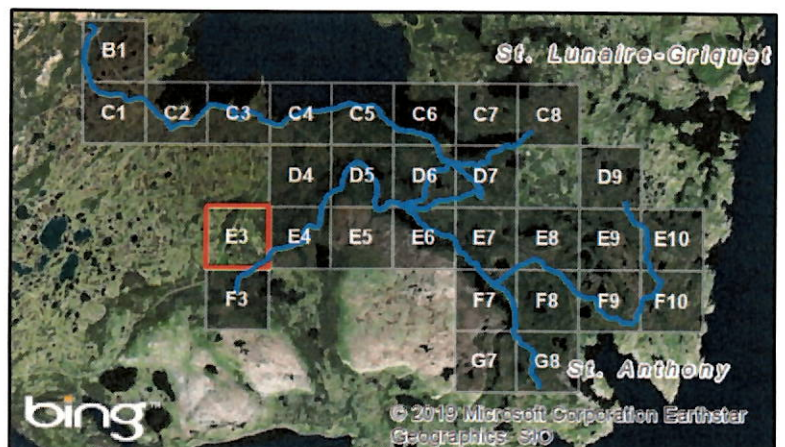 B1 St. Lunaire-Griquet
C1 C2 C3 C4 C5 C6 C7 C8
D4 D5 D6 D7 D9
E3 E4 E5 E6 E7 E8 E9 E10
F3 F7 F8 F9 F10
G7 G8 St. Anthony
bing™
© 2019 Microsoft Corporation Earthstar
Geographics SIO